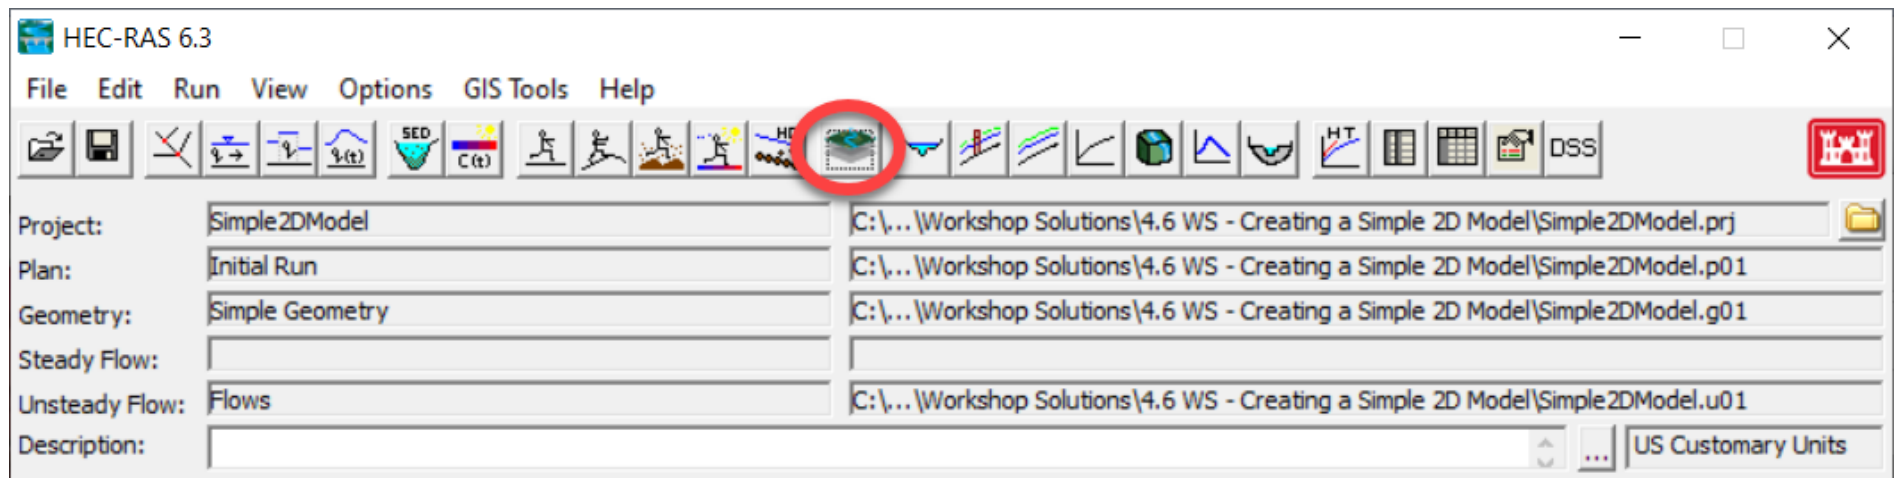 HEC-RAS 6.3
File Edit Run View Options GIS Tools Help
SED C(t) HT DSS
Project: Simple2DModel C:\...\Workshop Solutions\4.6 WS - Creating a Simple 2D Model\Simple2DModel.prj
Plan: Initial Run C:\...\Workshop Solutions\4.6 WS - Creating a Simple 2D Model\Simple2DModel.p01
Geometry: Simple Geometry C:\...\Workshop Solutions\4.6 WS - Creating a Simple 2D Model\Simple2DModel.g01
Steady Flow:
Unsteady Flow: Flows C:\...\Workshop Solutions\4.6 WS - Creating a Simple 2D Model\Simple2DModel.u01
Description: ... US Customary Units